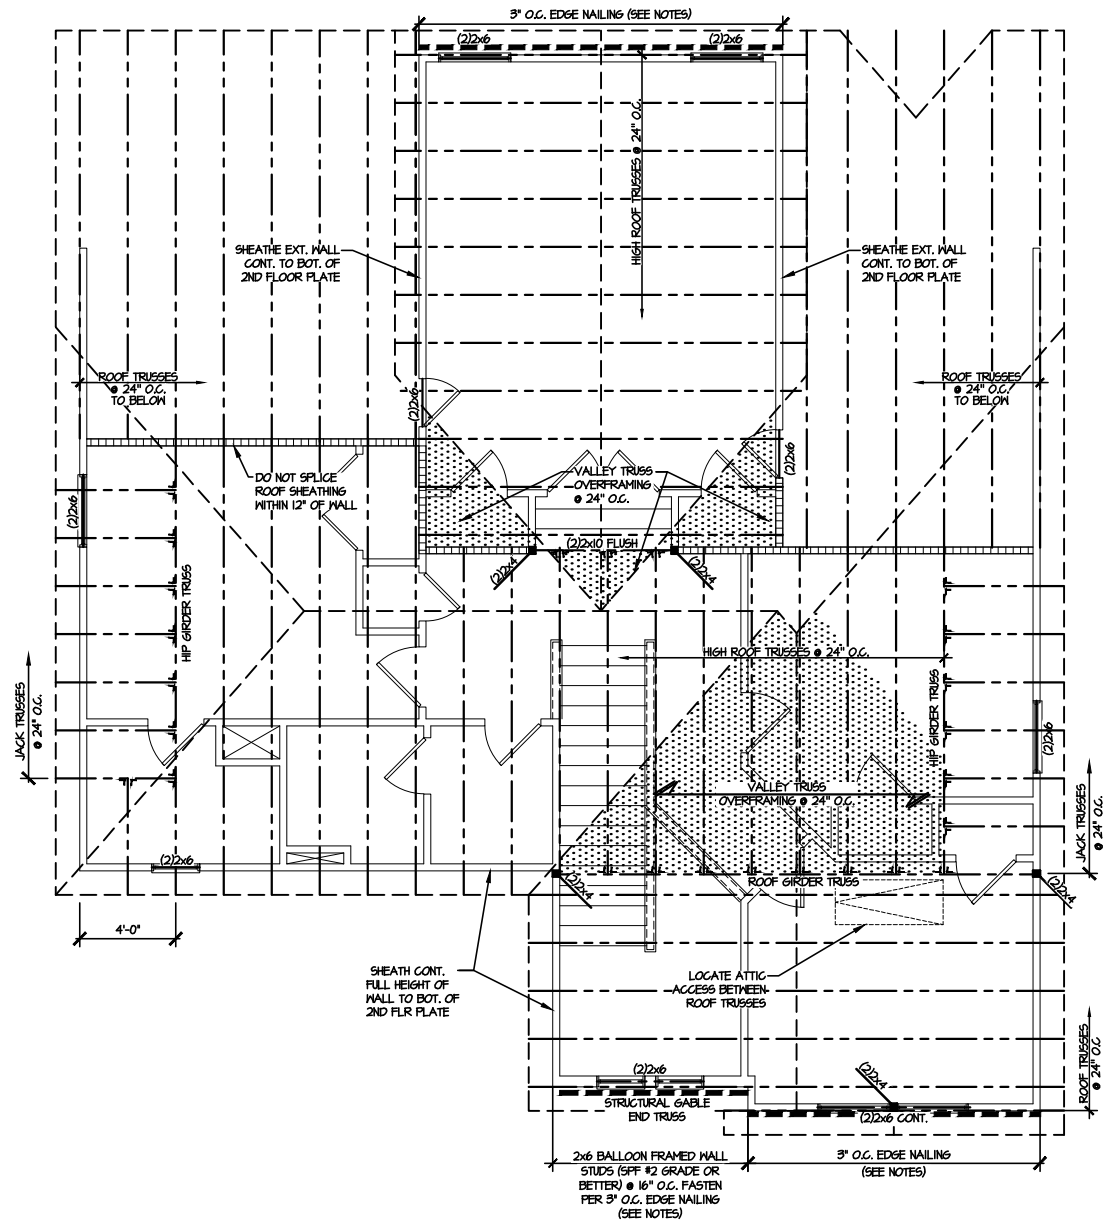 3" O.C. EDGE NAILING (SEE NOTES)
(2)2x6
(2)2x6
HIGH ROOF TRUSSES @ 24" O.C.
SHEATHE EXT. WALL
CONT. TO BOT. OF
2ND FLOOR PLATE
SHEATHE EXT. WALL
CONT. TO BOT. OF
2ND FLOOR PLATE
ROOF TRUSSES
@ 24" O.C.
TO BELOW
ROOF TRUSSES
@ 24" O.C.
TO BELOW
(2)2x6
(2)2x6
DO NOT SPLICE
ROOF SHEATHING
WITHIN 12" OF WALL
VALLEY TRUSS
OVERFRAMING
@ 24" O.C.
(2)2x6
(2)2x10 FLUSH
(2)2x4
(2)2x4
HIP GIRDER TRUSS
HIGH ROOF TRUSSES @ 24" O.C.
HIP GIRDER TRUSS
JACK TRUSSES
@ 24" O.C.
(2)2x6
VALLEY TRUSS
OVERFRAMING @ 24" O.C.
JACK TRUSSES
@ 24" O.C.
(2)2x6
(2)2x4
ROOF GIRDER TRUSS
(2)2x4
4'-0"
SHEATH CONT.
FULL HEIGHT OF
WALL TO BOT. OF
2ND FLR PLATE
LOCATE ATTIC
ACCESS BETWEEN
ROOF TRUSSES
ROOF TRUSSES
@ 24" O.C
(2)2x6
(2)2x4
STRUCTURAL GABLE
END TRUSS
(2)2x6 CONT.
2x6 BALLOON FRAMED WALL
STUDS (SPF #2 GRADE OR
BETTER) @ 16" O.C. FASTEN
PER 3" O.C. EDGE NAILING
(SEE NOTES)
3" O.C. EDGE NAILING
(SEE NOTES)